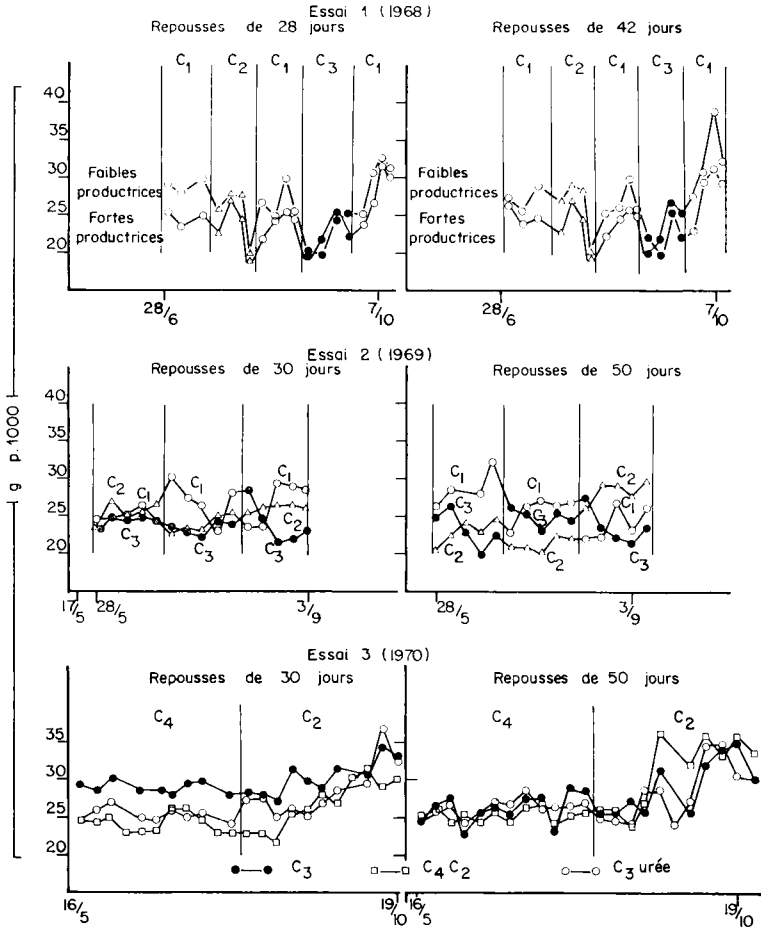 Essai 1 (1968)
Repousses de 28 jours
Repousses de 42 jours
C1 C2 C1 C3 C1
C1 C2 C1 C3 C1
40
35
30
25
20
Faibles productrices
Fortes productrices
Faibles productrices
Fortes productrices
28/6 7/10
28/6 7/10
g p.1000
Essai 2 (1969)
Repousses de 30 jours
Repousses de 50 jours
40
35
30
25
20
C2 C1 C3
C1 C3
C1 C2 C3
C1 C3 C2
C1 C3 C2
C2 C1 C3
17/5 28/5 3/9
28/5 3/9
Essai 3 (1970)
Repousses de 30 jours
Repousses de 50 jours
C4 C2
C4 C2
35
30
25
20
C3
C4 C2
C3 urée
16/5 19/10
16/5 19/10